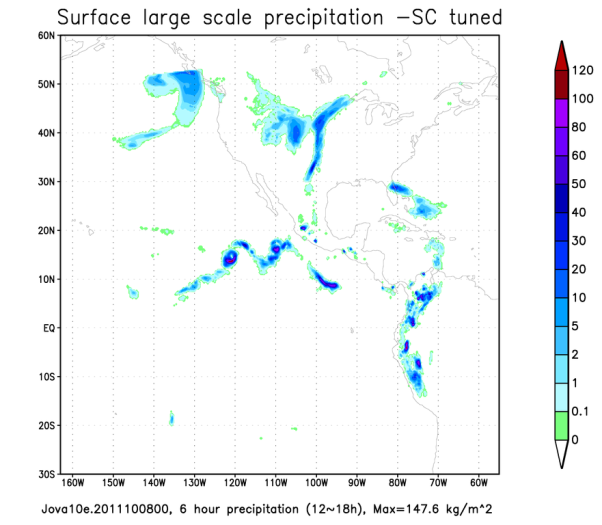 Surface large scale precipitation −SC tuned
60N
50N
40N
30N
20N
10N
EQ
10S
20S
30S
160W 150W 140W 130W 120W 110W 100W 90W 80W 70W 60W
120
100
80
60
50
40
30
20
10
5
2
1
0.1
0
Jova10e.2011100800, 6 hour precipitation (12~18h), Max=147.6 kg/m^2